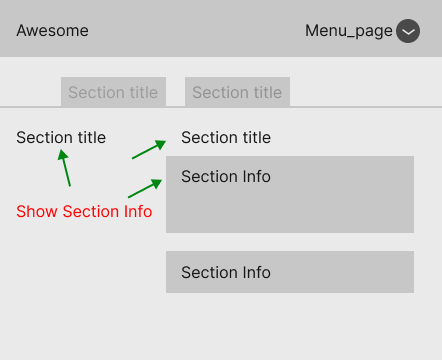 Awesome
Menu_page
Section title
Section title
Section title
Section title
Section Info
Show Section Info
Section Info